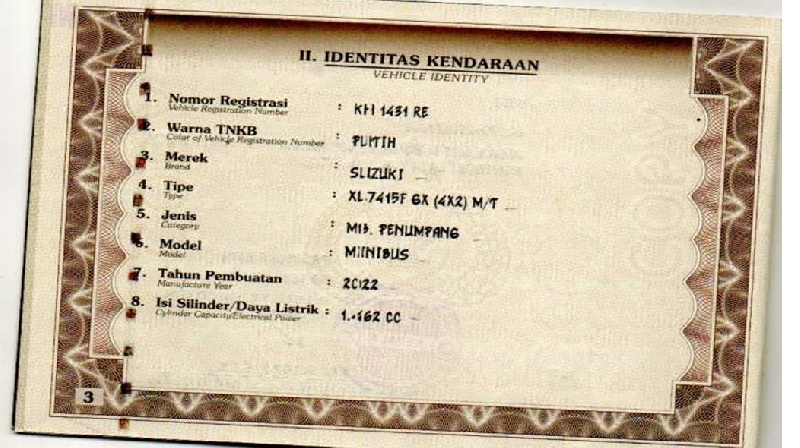 II. IDENTITAS KENDARAAN
VEHICLE IDENTITY
1. Nomor Registrasi : KH 1431 RE
Vehicle Registration Number
2. Warna TNKB : PUTIH
Color of Vehicle Registration Number
3. Merek : SUZUKI
Brand
4. Tipe : XL7415F GX (4X2) M/T
Type
5. Jenis : MB. PENUMPANG
Category
6. Model : MINIBUS
Model
7. Tahun Pembuatan : 2022
Manufacture Year
8. Isi Silinder/Daya Listrik : 1.462 CC
Cylinder Capacity/Electrical Power
3